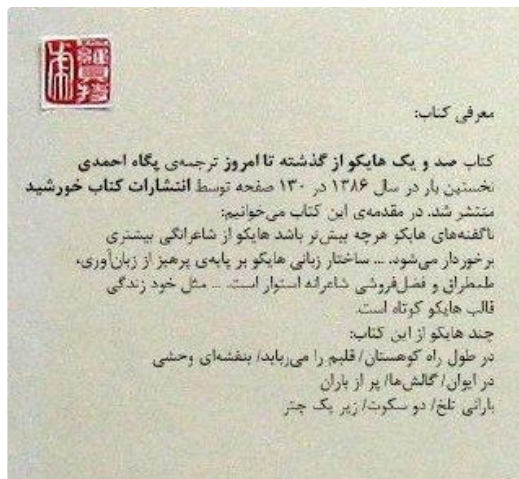 معرفی کتاب:
کتاب صد و یک هایکو از گذشته تا امروز ترجمه‌ی پگاه احمدی
نخستین بار در سال ۱۳۸۶ در ۱۳۰ صفحه توسط انتشارات کتاب خورشید
منتشر شد. در مقدمه‌ی این کتاب می‌خوانیم:
ناگفته‌های هایکو هرچه بیش‌تر باشد هایکو از شاعرانگی بیشتری
برخوردار می‌شود. ... ساختار زبانی هایکو بر پایه‌ی پرهیز از زبان‌آوری،
طمطراق و فضل‌فروشی شاعرانه استوار است. ... مثل خود زندگی
قالب هایکو کوتاه است.
چند هایکو از این کتاب:
در طول راه کوهستان/ قلبم را می‌رباید/ بنفشه‌ای وحشی
در ایوان/ گالش‌ها/ پر از باران
بارانی تلخ/ دو سکوت/ زیر یک چتر